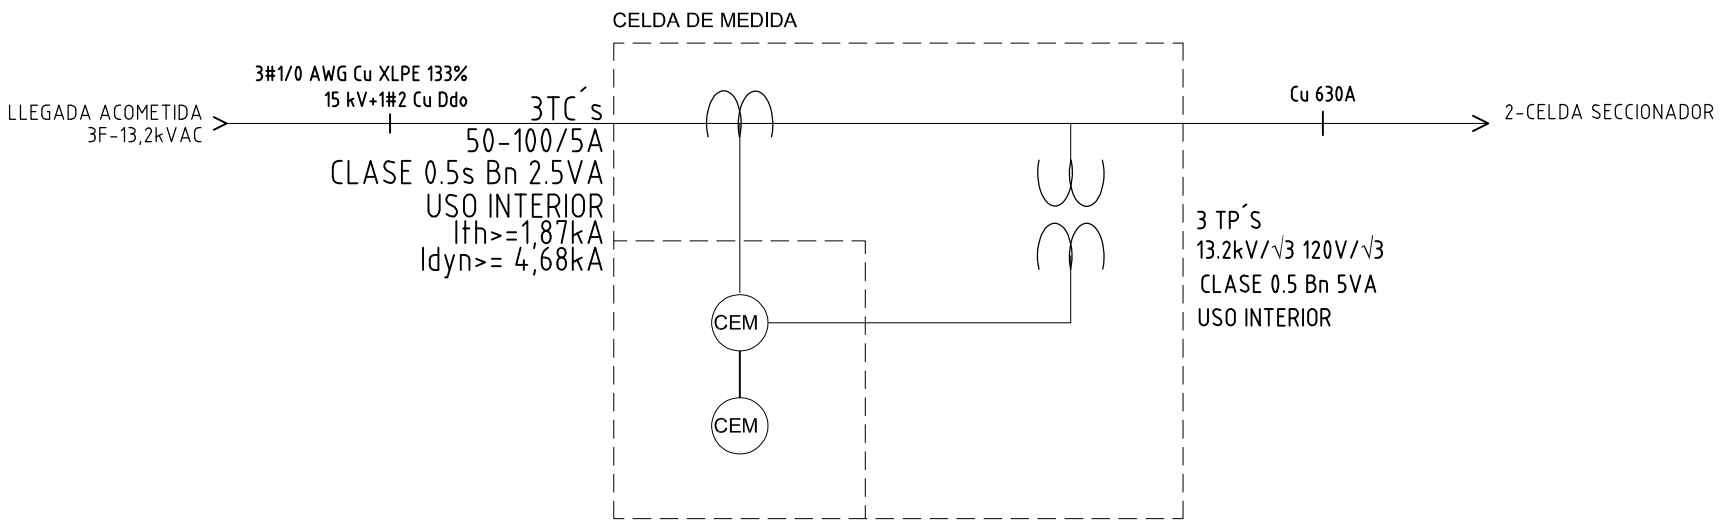 CELDA DE MEDIDA
3#1/0 AWG Cu XLPE 133%
15 kV+1#2 Cu Ddo
LLEGADA ACOMETIDA
3F-13,2kVAC
3TC´s
50-100/5A
CLASE 0.5s Bn 2.5VA
USO INTERIOR
Ith>=1,87kA
Idyn>= 4,68kA
CEM
CEM
3 TP´S
13.2kV/√3 120V/√3
CLASE 0.5 Bn 5VA
USO INTERIOR
Cu 630A
2-CELDA SECCIONADOR